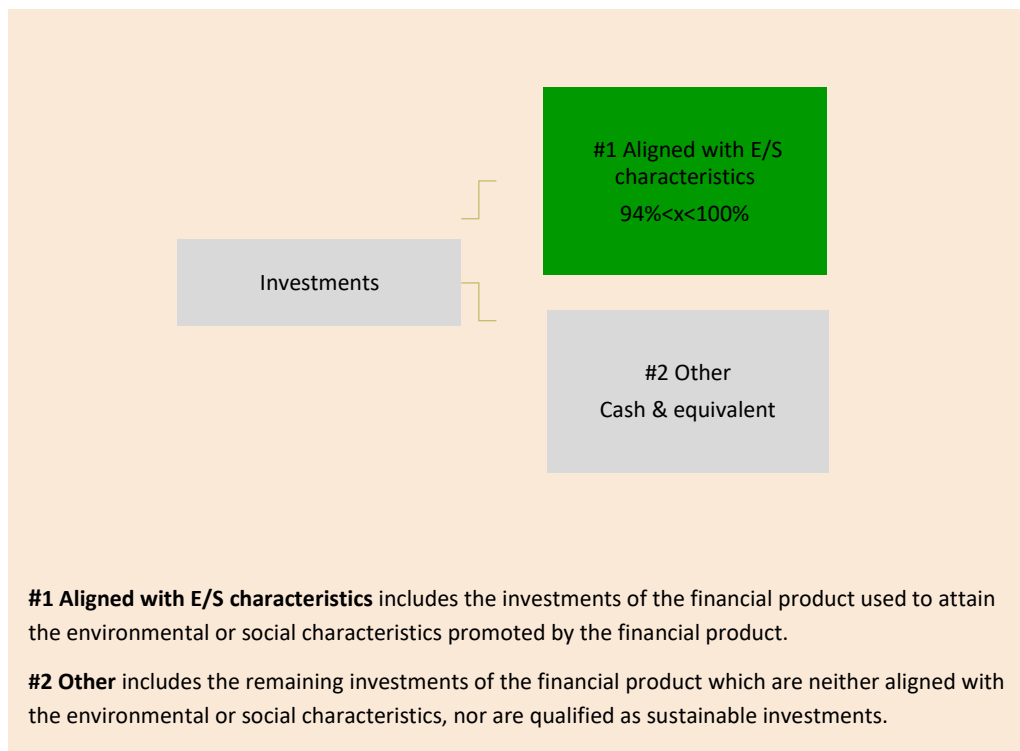 #1 Aligned with E/S
characteristics
94%<x<100%
Investments
#2 Other
Cash & equivalent
#1 Aligned with E/S characteristics includes the investments of the financial product used to attain
the environmental or social characteristics promoted by the financial product.
#2 Other includes the remaining investments of the financial product which are neither aligned with
the environmental or social characteristics, nor are qualified as sustainable investments.